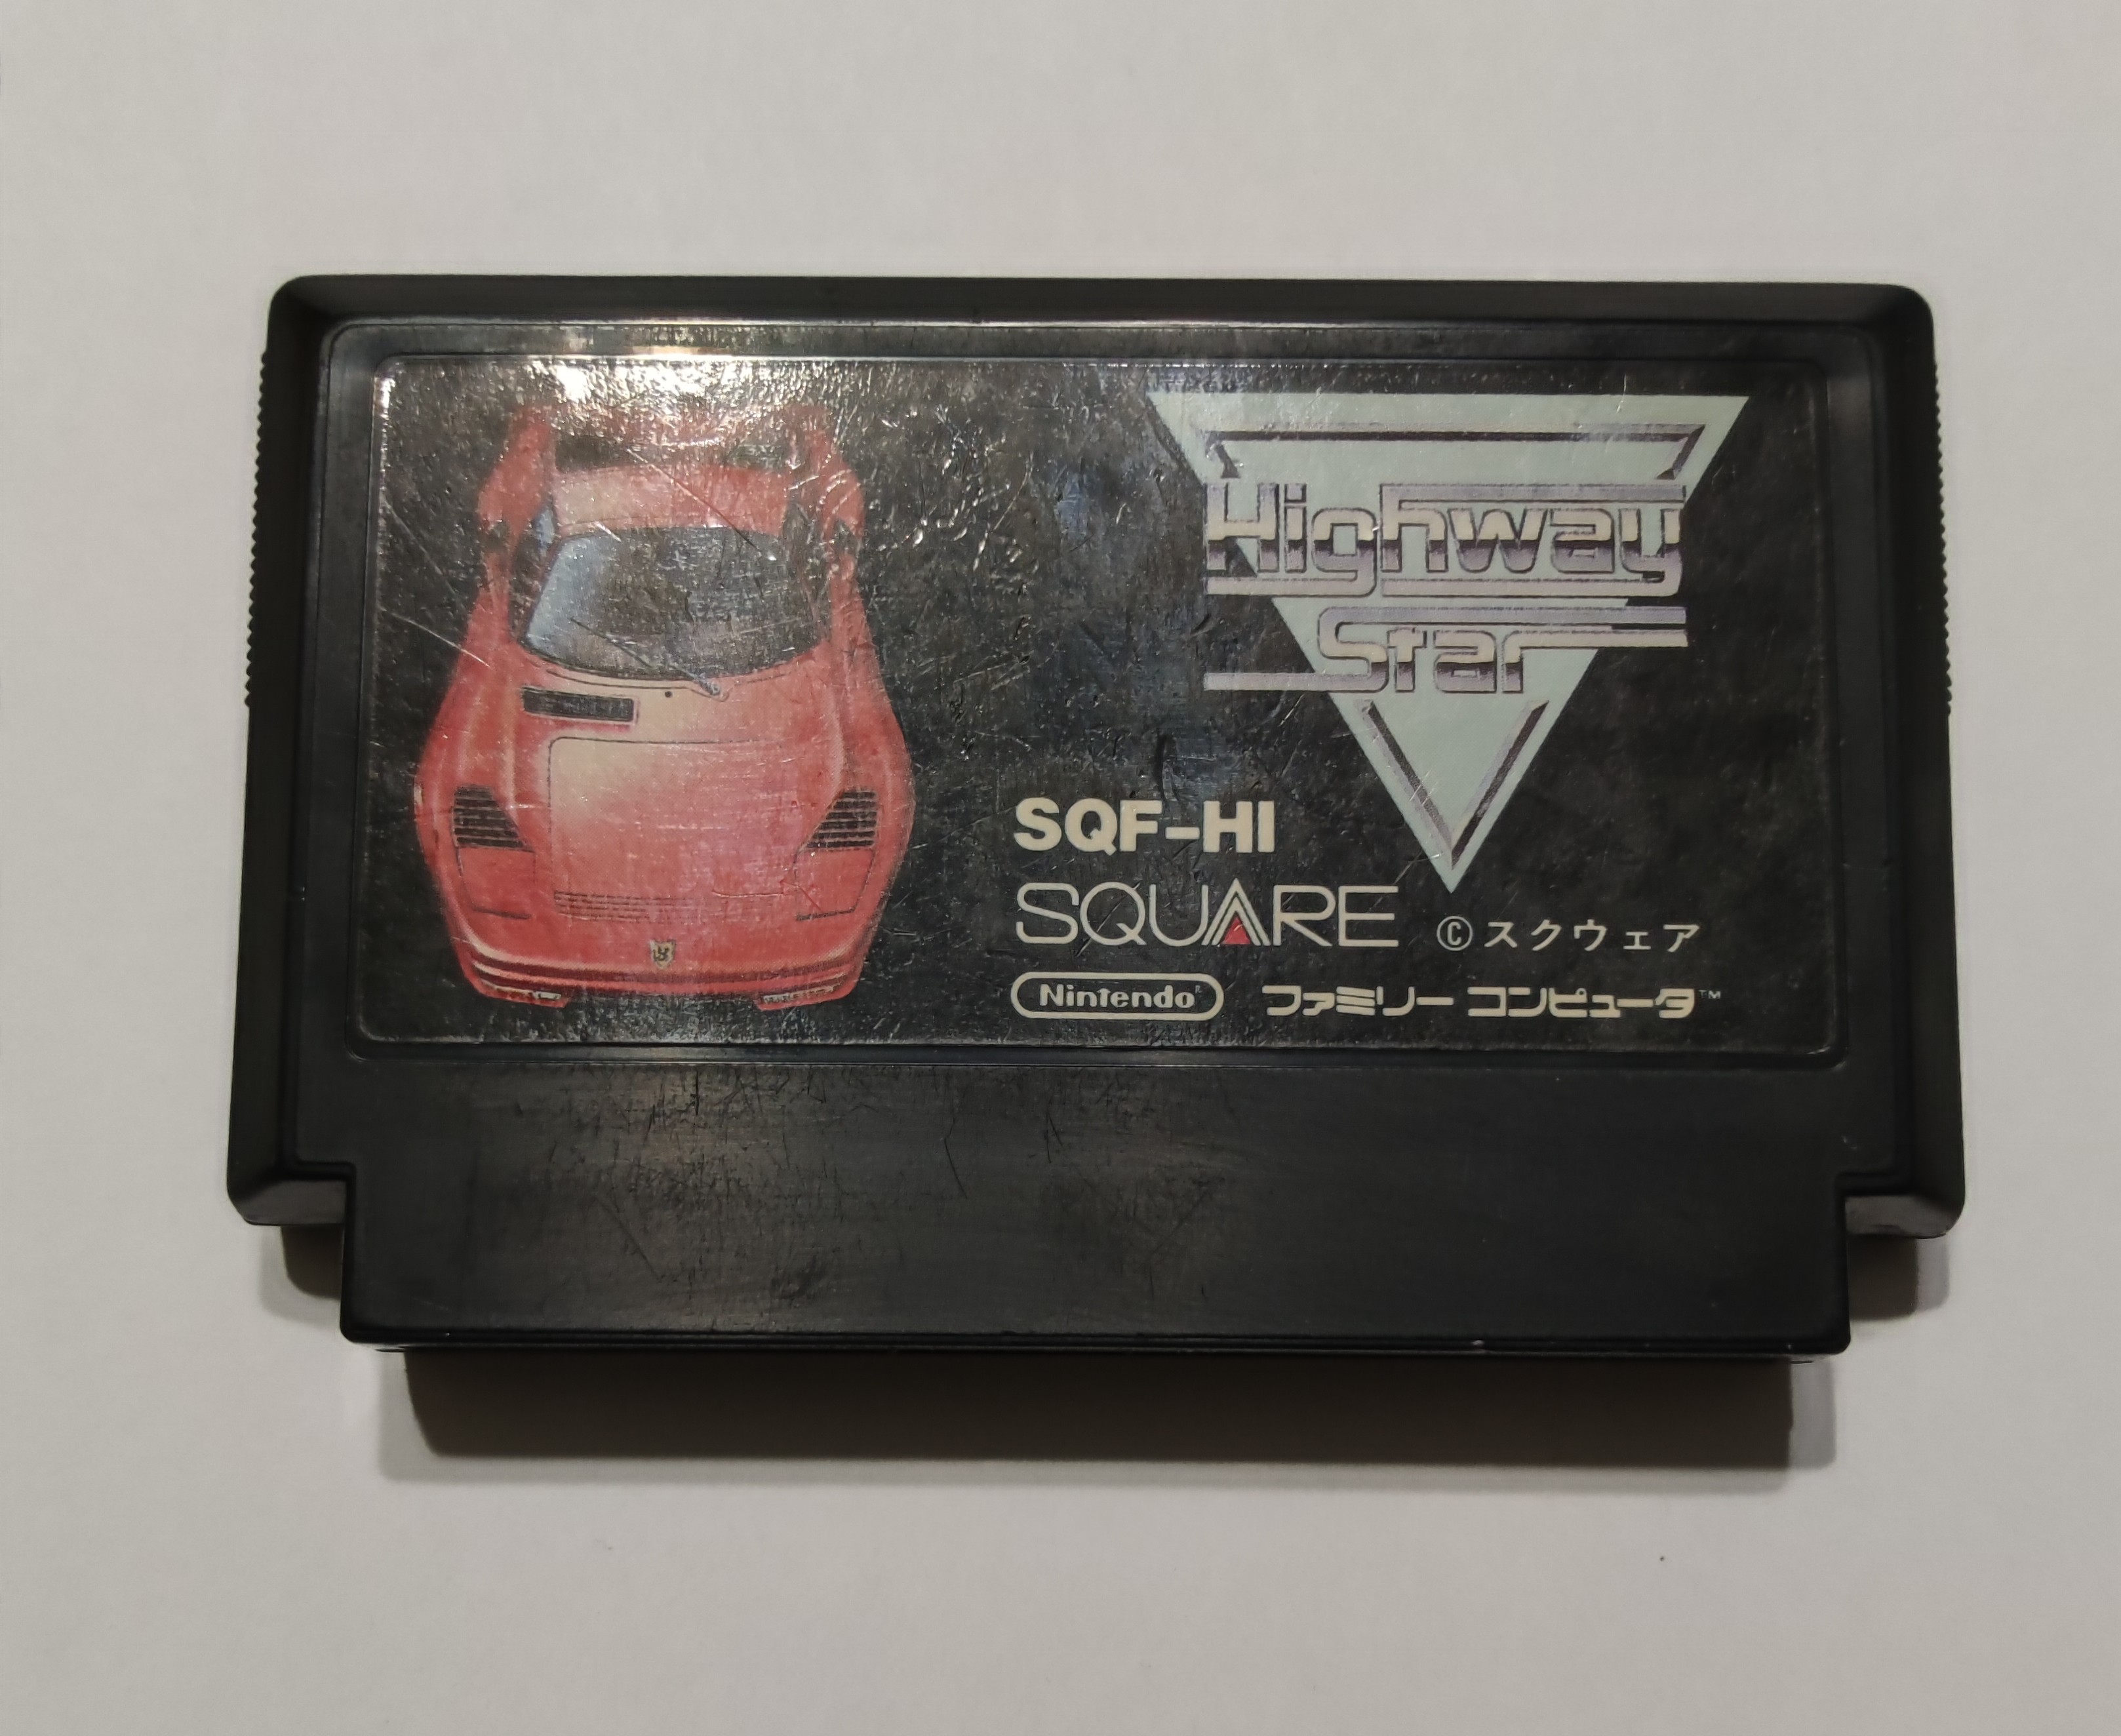 Highway
Star
SQF-HI
SQUARE
©スクウェア
Nintendo®
ファミリー コンピュータ™